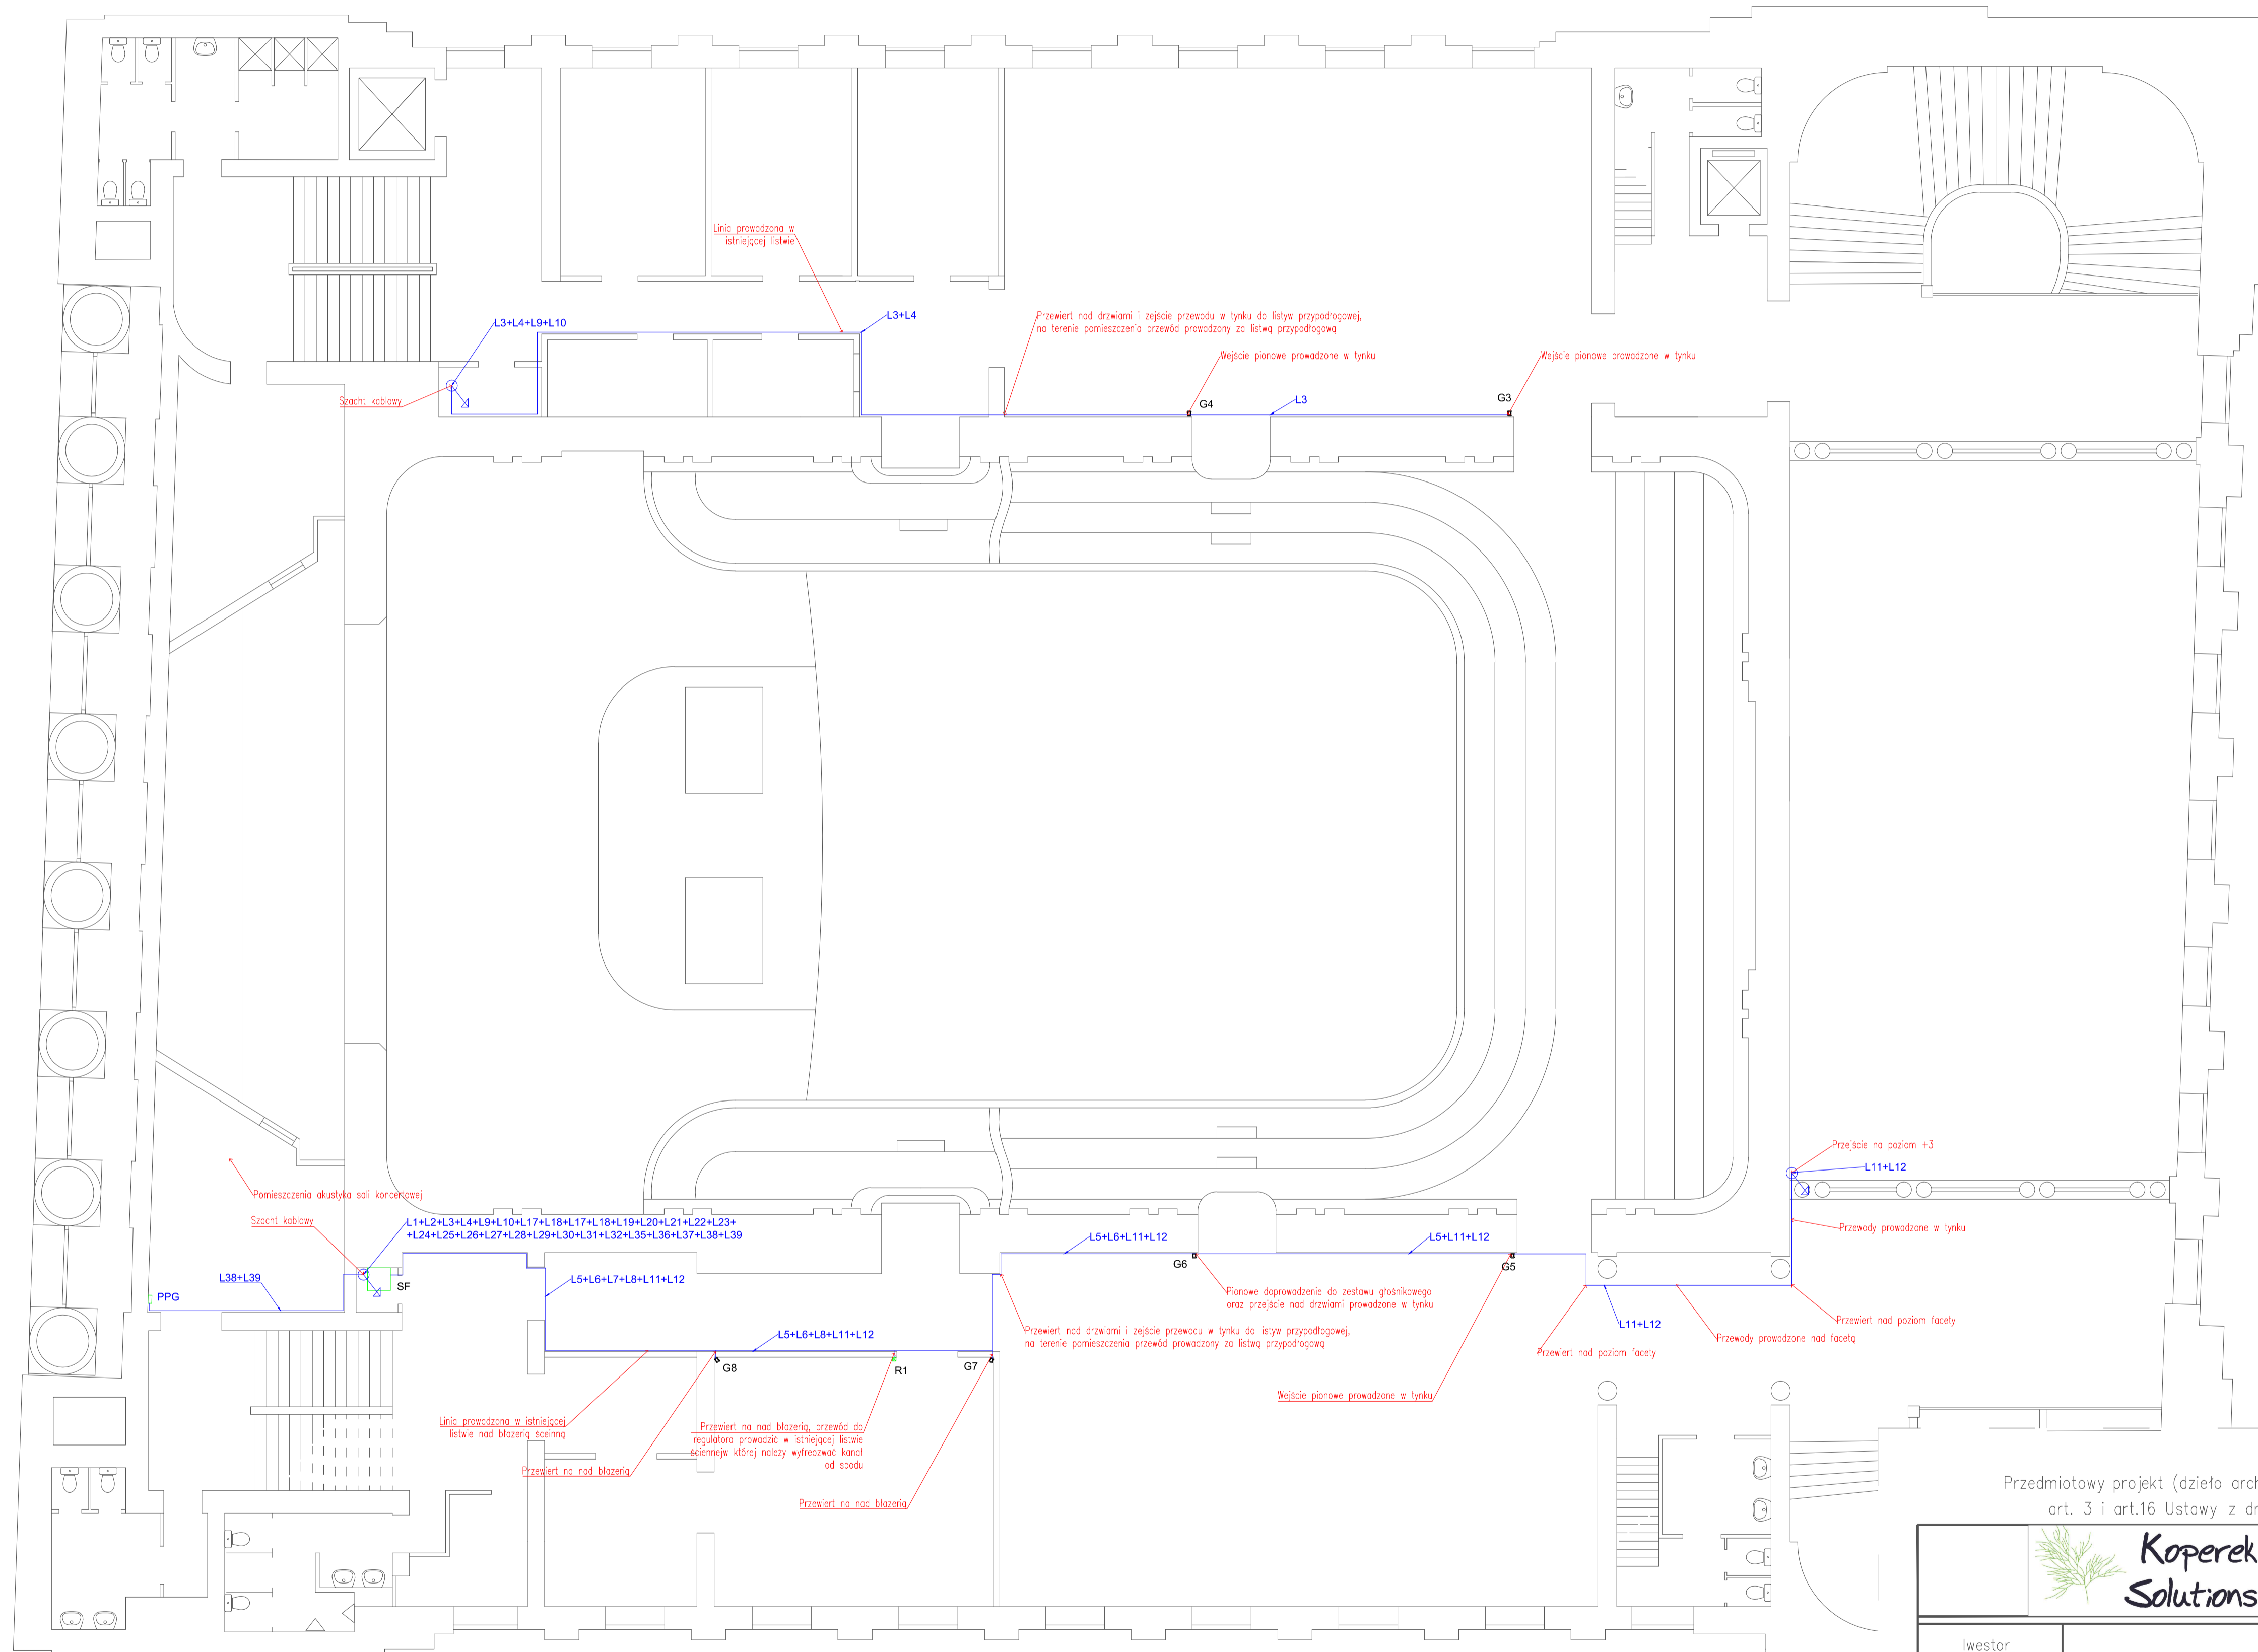 Linia prowadzona w
istniejącej listwie
L3+L4+L9+L10
L3+L4
Przewiert nad drzwiami i zejście przewodu w tynku do listyw przypodłogowej,
na terenie pomieszczenia przewód prowadzony za listwą przypodłogową
Wejście pionowe prowadzone w tynku
Wejście pionowe prowadzone w tynku
Szacht kablowy
G4
L3
G3
Przejście na poziom +3
L11+L12
Pomieszczenia akustyka sali koncertowej
Szacht kablowy
L1+L2+L3+L4+L9+L10+L17+L18+L17+L18+L19+L20+L21+L22+L23+
+L24+L25+L26+L27+L28+L29+L30+L31+L32+L35+L36+L37+L38+L39
Przewody prowadzone w tynku
L5+L6+L11+L12
L5+L11+L12
L38+L39
PPG
SF
L5+L6+L7+L8+L11+L12
G6
G5
Pionowe doprowadzenie do zestawu głośnikowego
oraz przejście nad drzwiami prowadzone w tynku
Przewiert nad drzwiami i zejście przewodu w tynku do listyw przypodłogowej,
na terenie pomieszczenia przewód prowadzony za listwą przypodłogową
L5+L6+L8+L11+L12
L11+L12
Przewiert nad poziom facety
Przewody prowadzone nad facetą
Przewiert nad poziom facety
G8
R1
G7
Wejście pionowe prowadzone w tynku
Linia prowadzona w istniejącej
listwie nad błazerią sceinną
Przewiert na nad błazerią, przewód do
regulatora prowadzić w istniejącej listwie
ściennejw której należy wyfreozwać kanał
od spodu
Przewiert na nad błazerią
Przewiert na nad błazerią
Przedmiotowy projekt (dzieło arch
art. 3 i art.16 Ustawy z dn
Koperek
Solutions
Iwestor